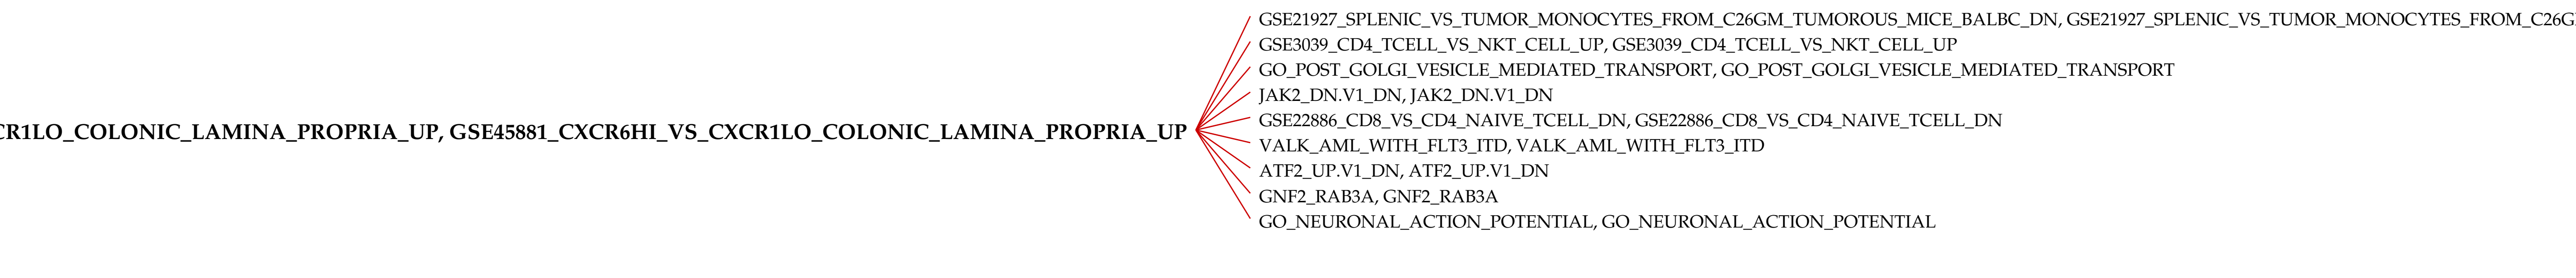 GSE21927_SPLENIC_VS_TUMOR_MONOCYTES_FROM_C26GM_TUMOROUS_MICE_BALBC_DN, GSE21927_SPLENIC_VS_TUMOR_MONOCYTES_FROM_C26G
GSE3039_CD4_TCELL_VS_NKT_CELL_UP, GSE3039_CD4_TCELL_VS_NKT_CELL_UP
GO_POST_GOLGI_VESICLE_MEDIATED_TRANSPORT, GO_POST_GOLGI_VESICLE_MEDIATED_TRANSPORT
JAK2_DN.V1_DN, JAK2_DN.V1_DN
GSE22886_CD8_VS_CD4_NAIVE_TCELL_DN, GSE22886_CD8_VS_CD4_NAIVE_TCELL_DN
CR1LO_COLONIC_LAMINA_PROPRIA_UP, GSE45881_CXCR6HI_VS_CXCR1LO_COLONIC_LAMINA_PROPRIA_UP
VALK_AML_WITH_FLT3_ITD, VALK_AML_WITH_FLT3_ITD
ATF2_UP.V1_DN, ATF2_UP.V1_DN
GNF2_RAB3A, GNF2_RAB3A
GO_NEURONAL_ACTION_POTENTIAL, GO_NEURONAL_ACTION_POTENTIAL